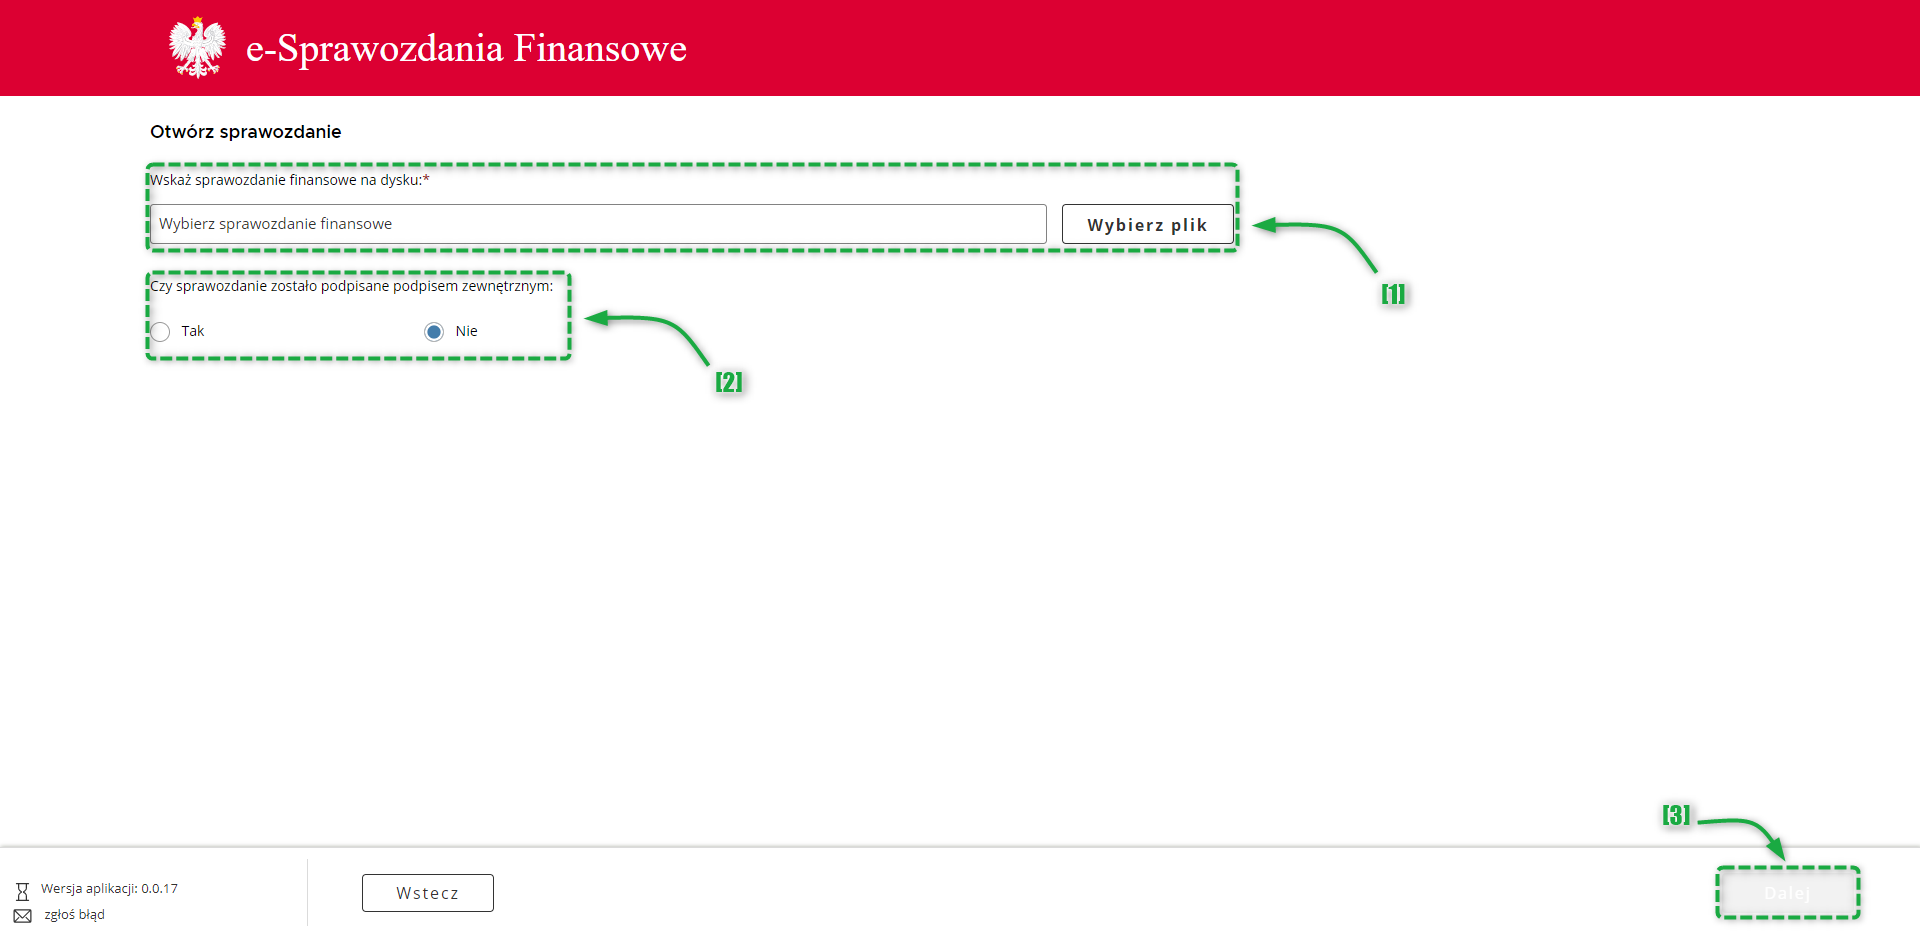 e-Sprawozdania Finansowe
Otwórz sprawozdanie
Wskaż sprawozdanie finansowe na dysku:*
Wybierz sprawozdanie finansowe
Wybierz plik
[1]
Czy sprawozdanie zostało podpisane podpisem zewnętrznym:
Tak
Nie
[2]
[3]
Wersja aplikacji: 0.0.17
zgłoś błąd
Wstecz
Dalej